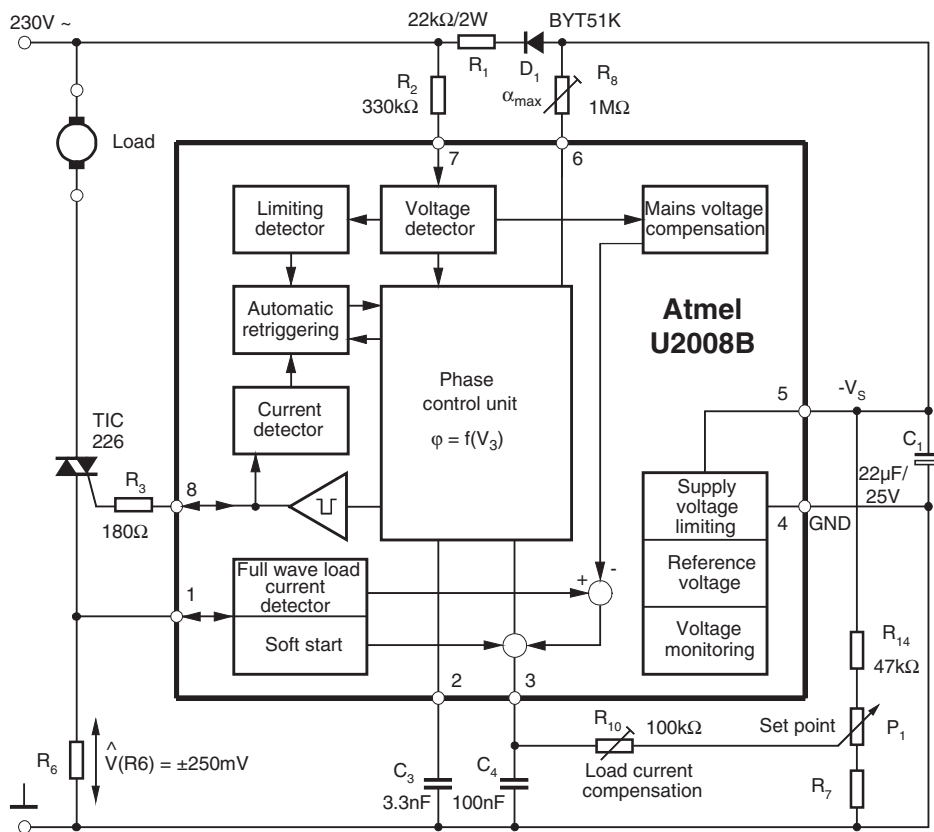 230V ~
22kΩ/2W
BYT51K
R1
D1
R2
330kΩ
αmax
R8
1MΩ
Load
7
6
Limiting
detector
Voltage
detector
Mains voltage
compensation
Automatic
retriggering
Atmel
U2008B
Phase
control unit
φ = f(V3)
Current
detector
5
-VS
C1
22µF/
25V
TIC
226
R3
180Ω
8
Supply
voltage
limiting
4
GND
Reference
voltage
Voltage
monitoring
1
Full wave load
current
detector
Soft start
+
-
R14
47kΩ
2
3
R10
100kΩ
Set point
P1
Load current
compensation
R6
^
V(R6) = ±250mV
C3
3.3nF
C4
100nF
R7